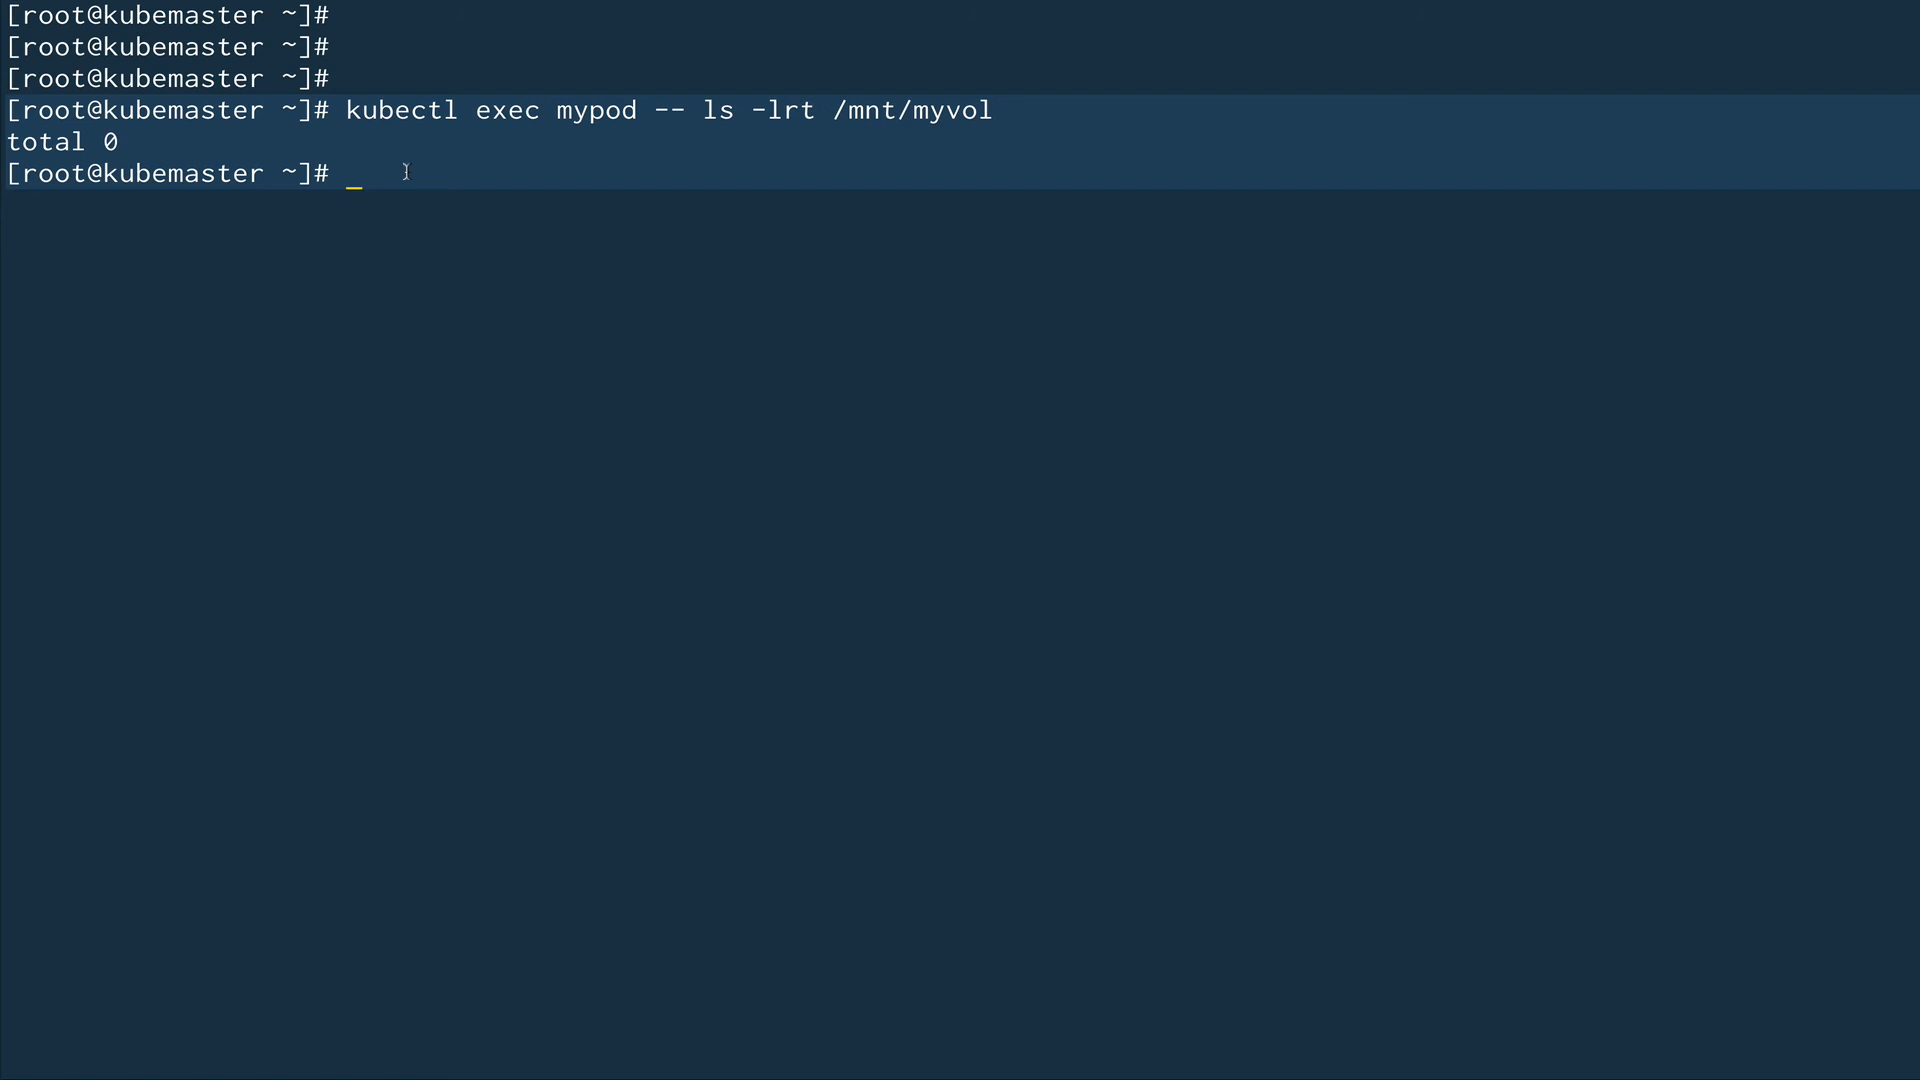 [root@kubemaster ~]#
[root@kubemaster ~]#
[root@kubemaster ~]#
[root@kubemaster ~]# kubectl exec mypod -- ls -lrt /mnt/myvol
total 0
[root@kubemaster ~]# _